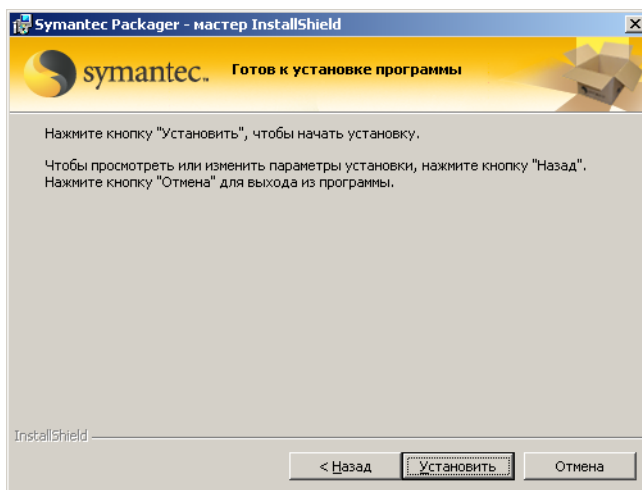 Symantec Packager - мастер InstallShield
symantec.
Готов к установке программы
Нажмите кнопку "Установить", чтобы начать установку.
Чтобы просмотреть или изменить параметры установки, нажмите кнопку "Назад".
Нажмите кнопку "Отмена" для выхода из программы.
InstallShield
< Назад
Установить
Отмена